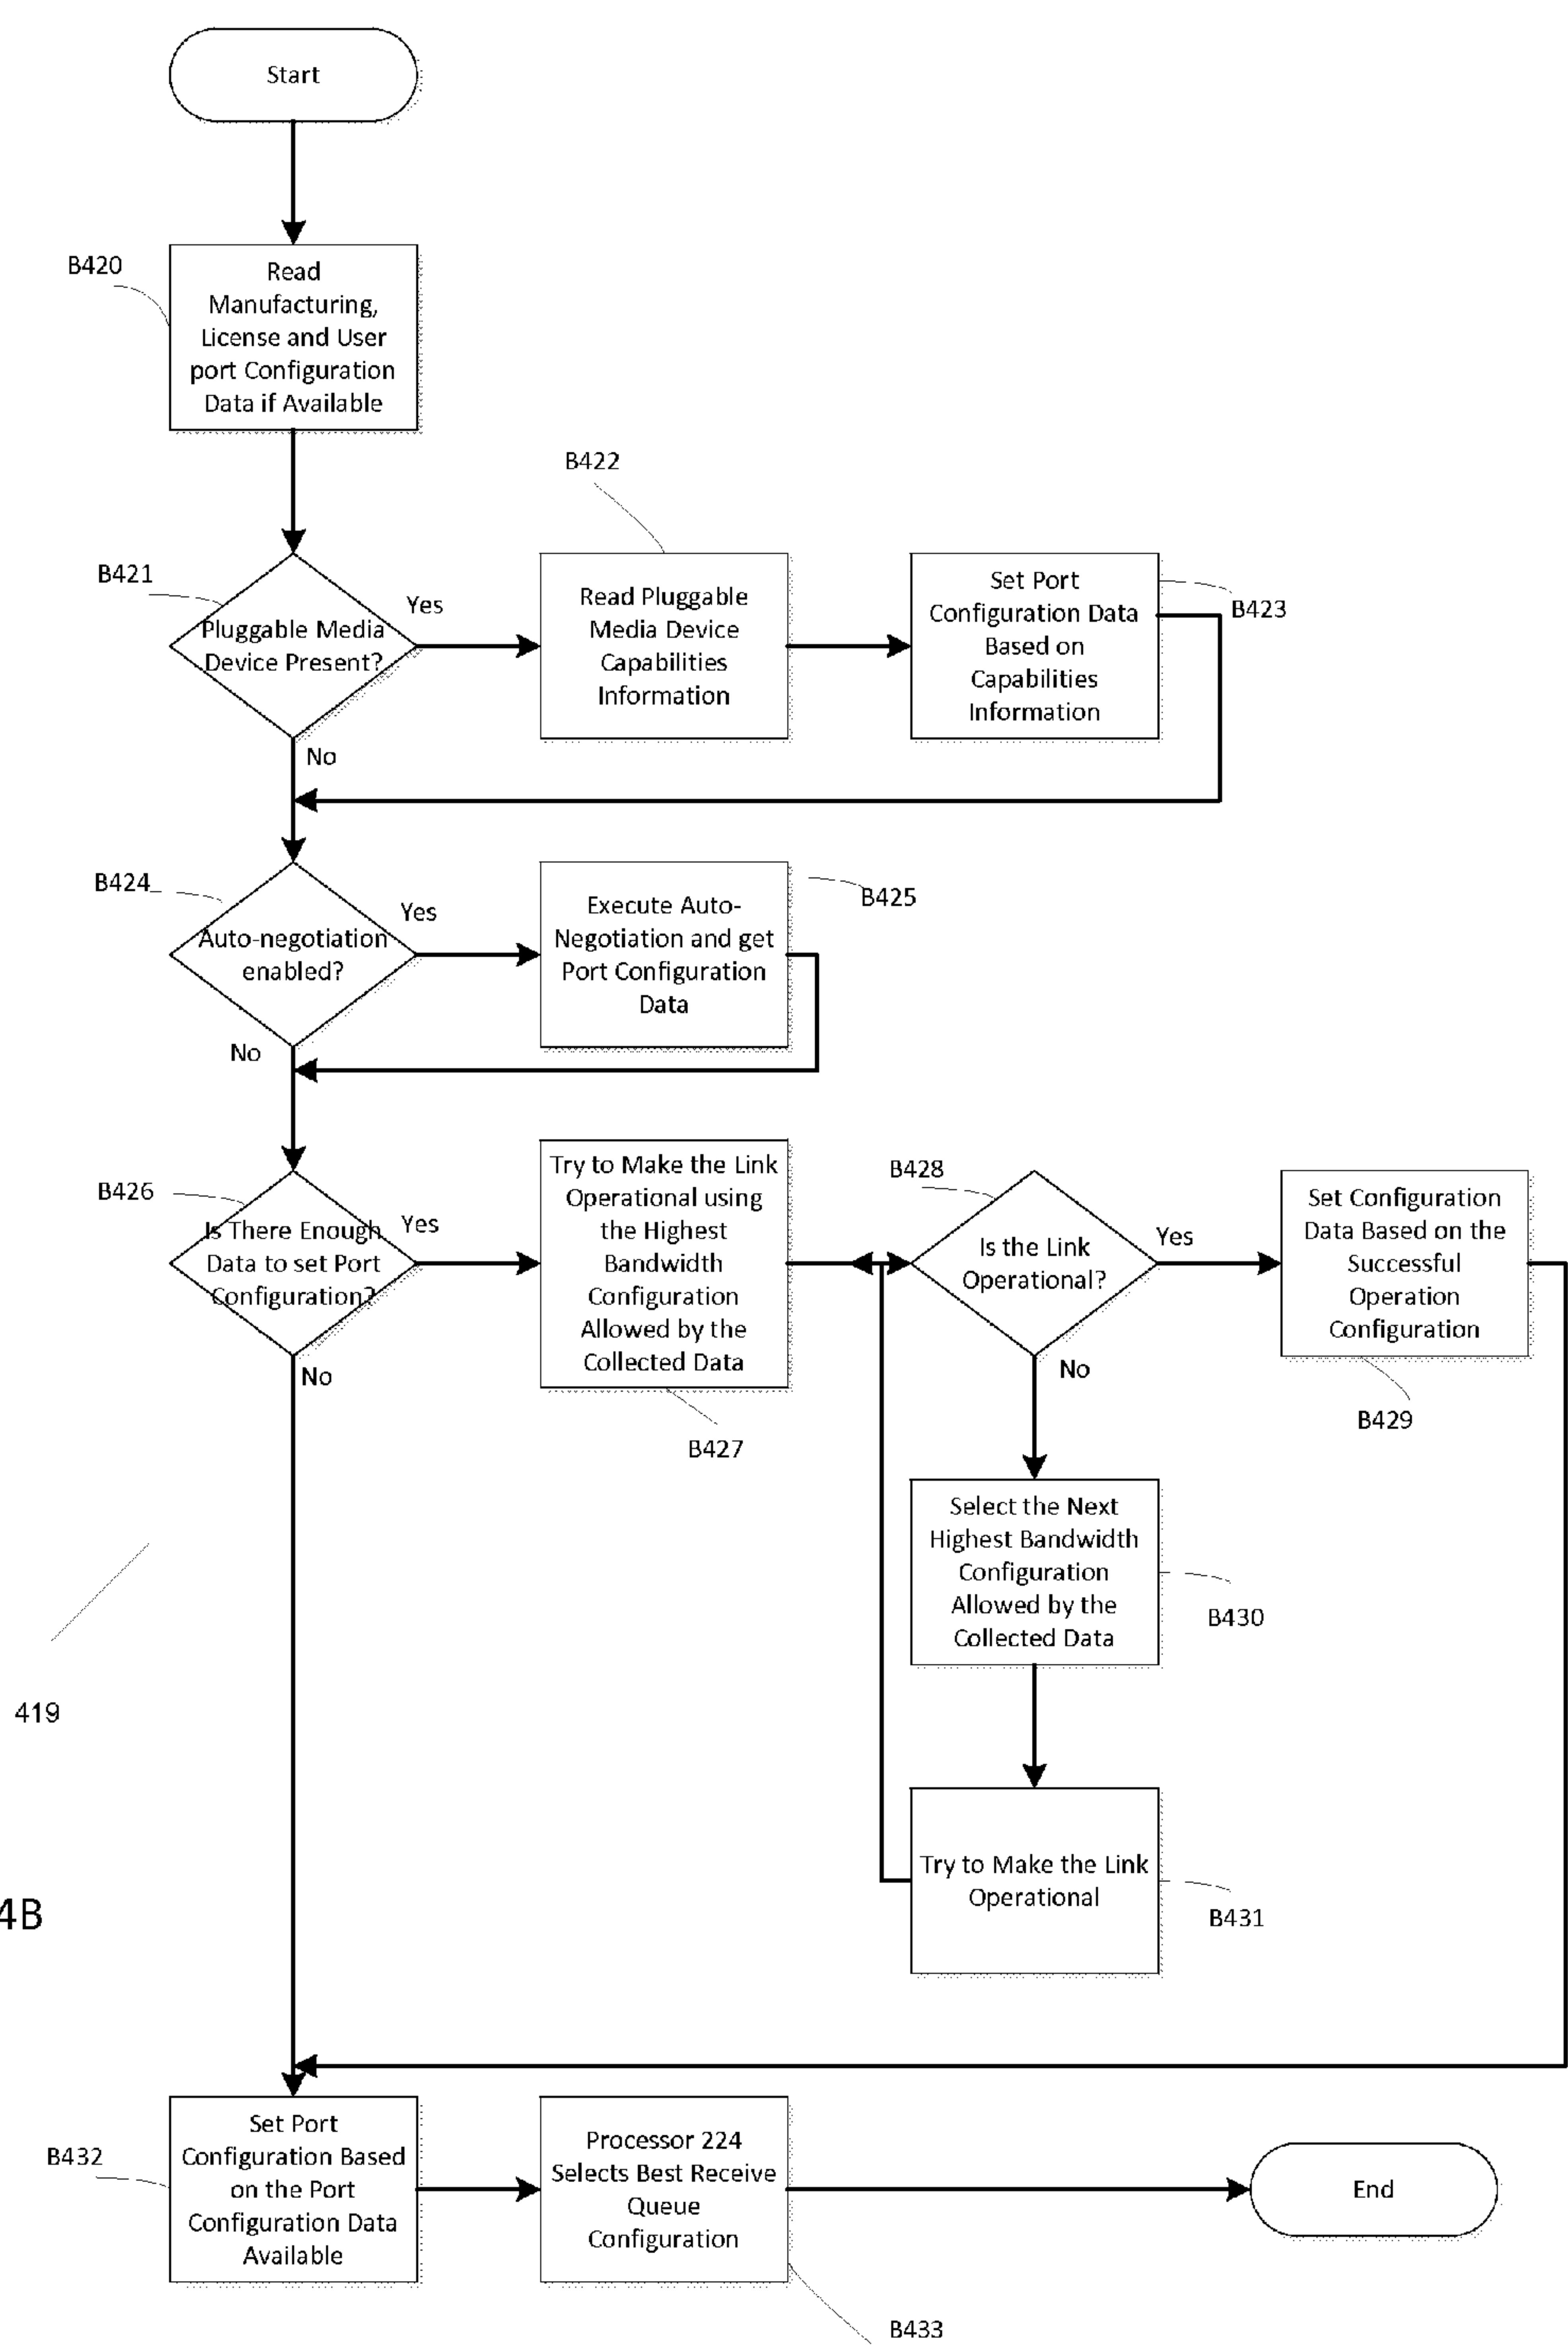 Start
B420
Read
Manufacturing,
License and User
port Configuration
Data if Available
B422
B421
Yes
Pluggable Media
Device Present?
No
Read Pluggable
Media Device
Capabilities
Information
Set Port
Configuration Data
Based on
Capabilities
Information
B423
B424
Yes
Auto-negotiation
enabled?
No
Execute Auto-
Negotiation and get
Port Configuration
Data
B425
B426
Yes
Is There Enough
Data to set Port
Configuration?
No
Try to Make the Link
Operational using
the Highest
Bandwidth
Configuration
Allowed by the
Collected Data
B427
B428
Is the Link
Operational?
Yes
No
Set Configuration
Data Based on the
Successful
Operation
Configuration
B429
Select the Next
Highest Bandwidth
Configuration
Allowed by the
Collected Data
B430
419
Try to Make the Link
Operational
B431
4B
B432
Set Port
Configuration Based
on the Port
Configuration Data
Available
Processor 224
Selects Best Receive
Queue
Configuration
B433
End